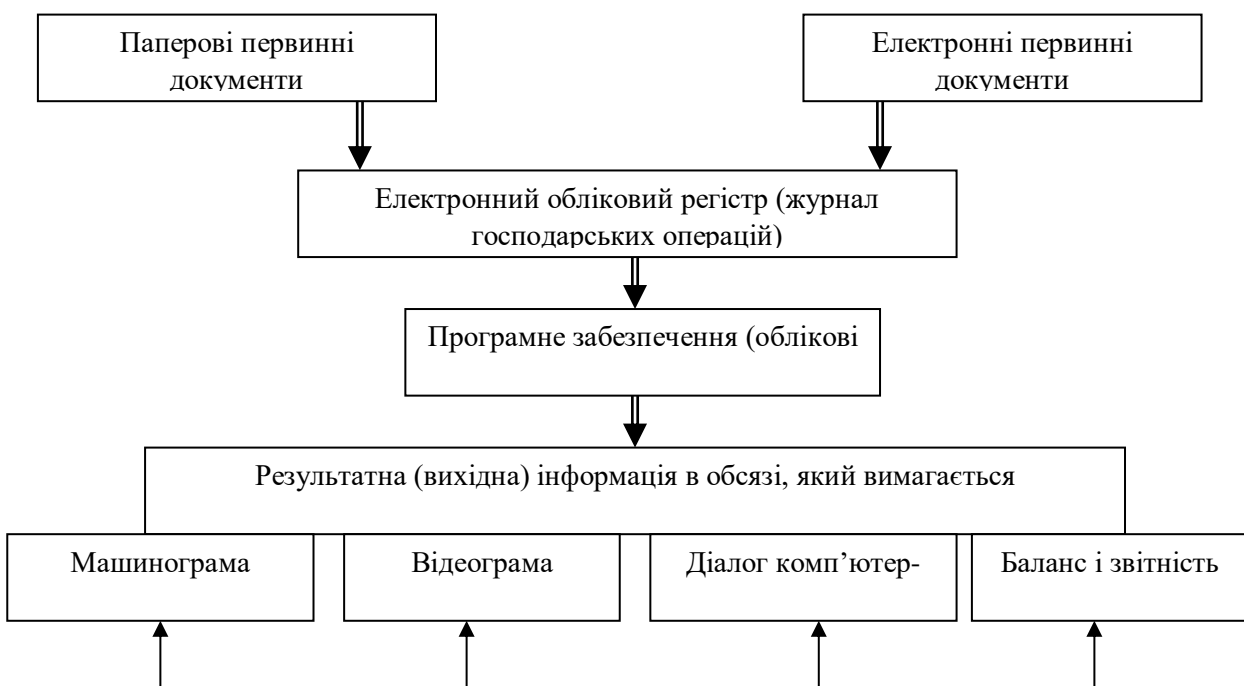 Паперові первинні
документи
Електронні первинні
документи
Електронний обліковий регістр (журнал
господарських операцій)
Програмне забезпечення (облікові
Результатна (вихідна) інформація в обсязі, який вимагається
Машинограма
Відеограма
Діалог комп’ютер-
Баланс і звітність